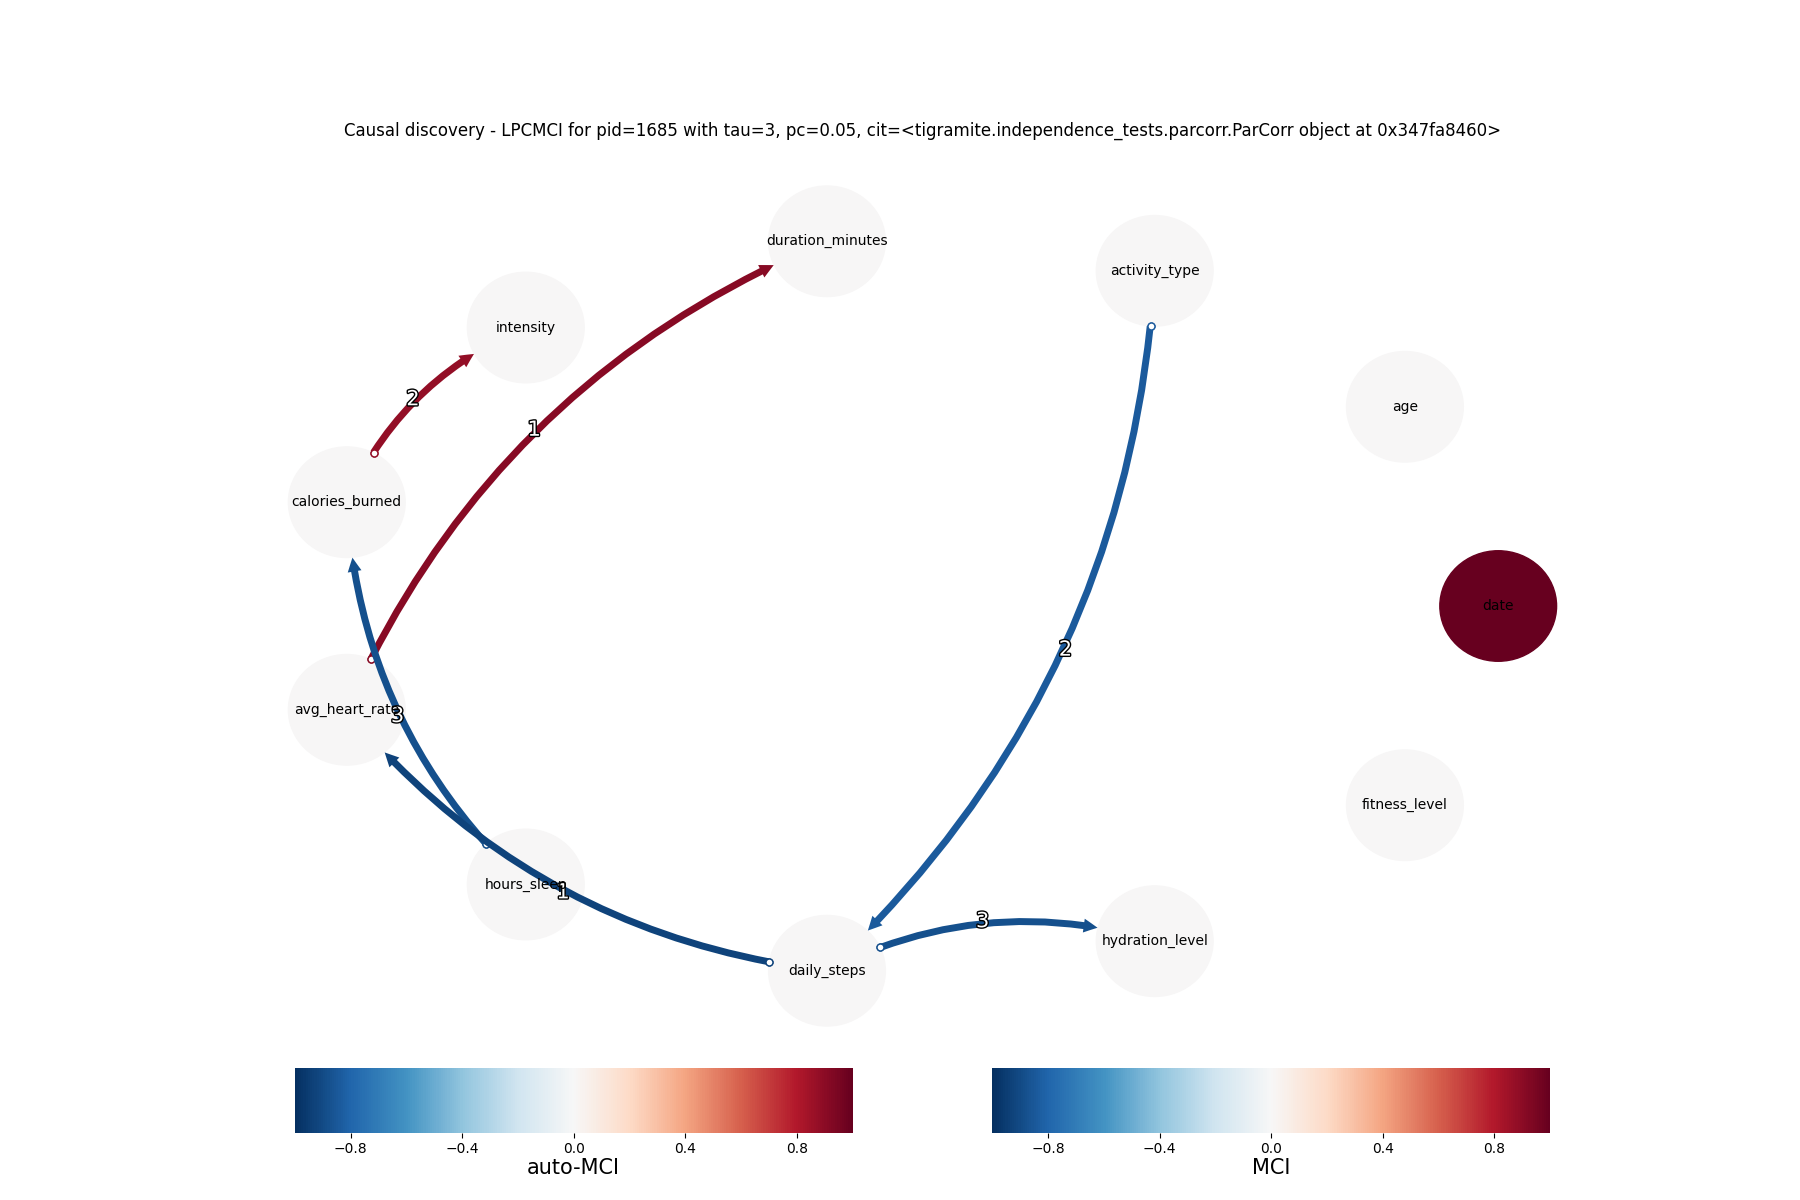 Causal discovery - LPCMCI for pid=1685 with tau=3, pc=0.05, cit=<tigramite.independence_tests.parcorr.ParCorr object at 0x347fa8460>
duration_minutes
activity_type
intensity
2
age
1
calories_burned
date
2
avg_heart_rate
3
fitness_level
hours_sleep
1
3
hydration_level
daily_steps
−0.8 −0.4 0.0 0.4 0.8
auto-MCI
−0.8 −0.4 0.0 0.4 0.8
MCI